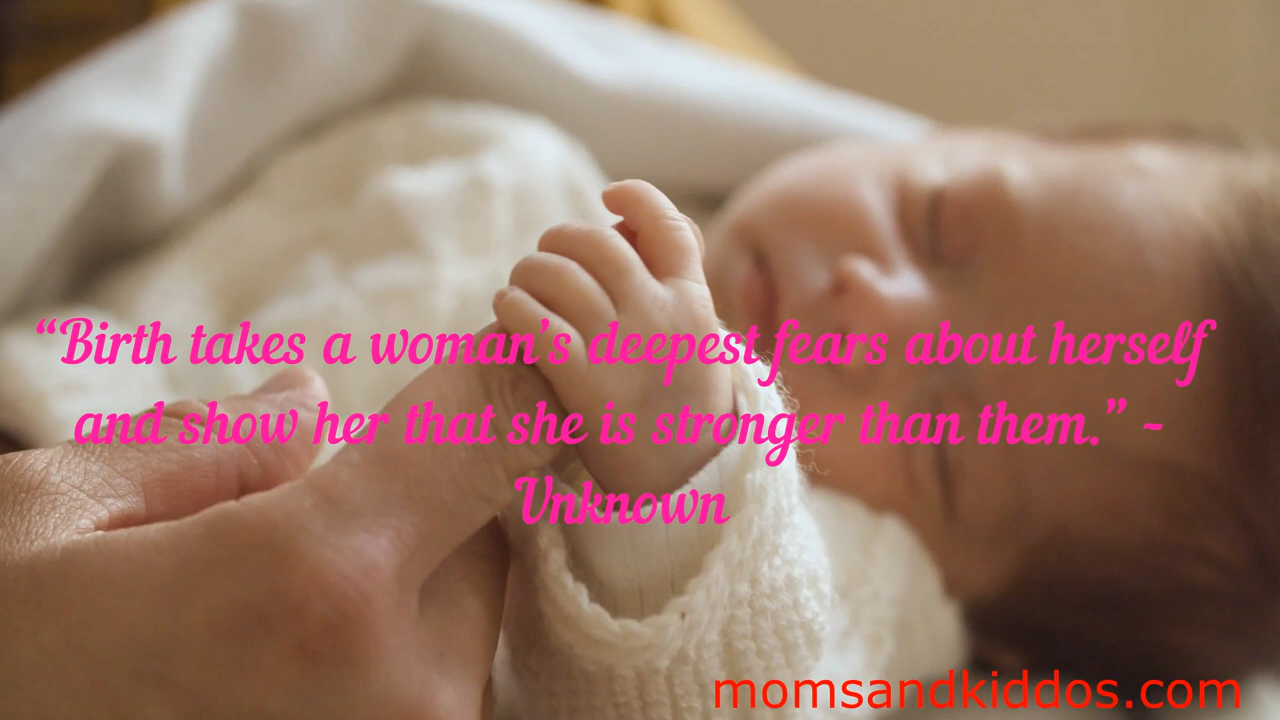 “Birth takes a woman’s deepest fears about herself
and show her that she is stronger than them.” ~
Unknown
momsandkiddos.com